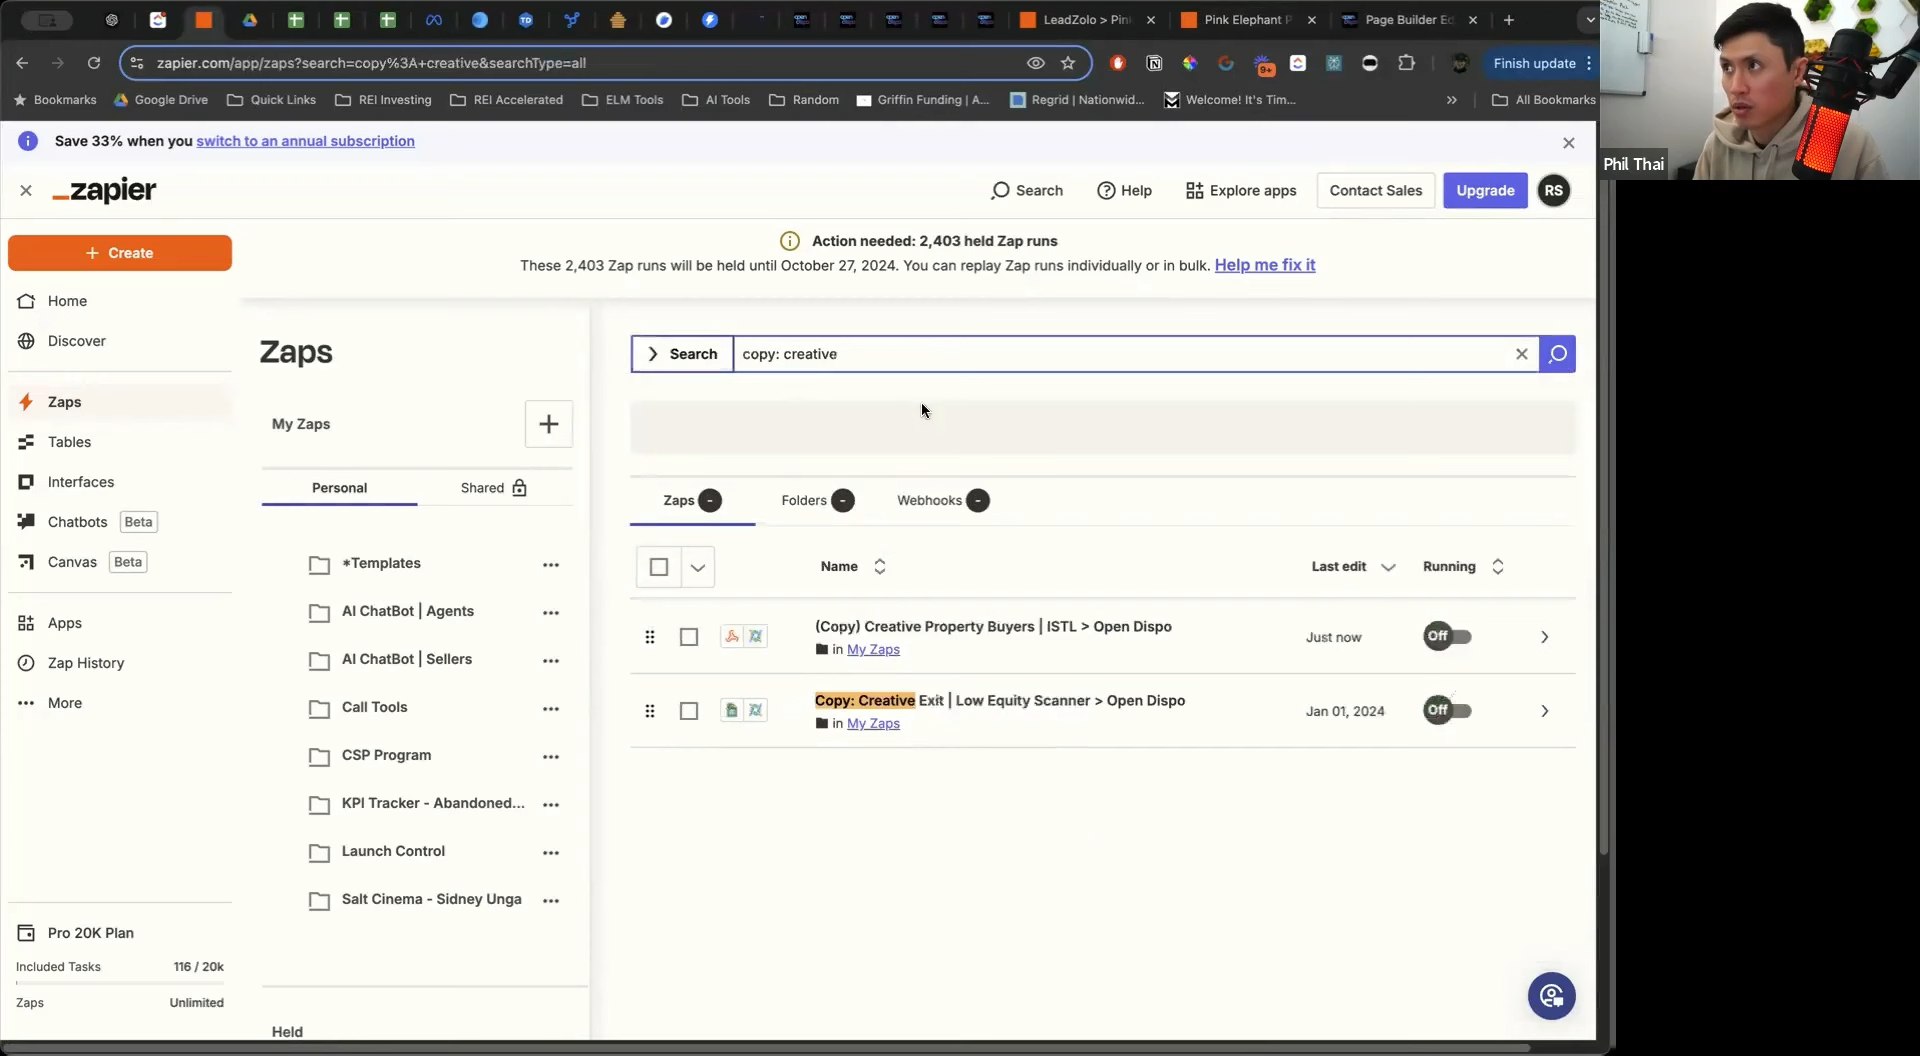 LeadZolo > Pin
Pink Elephant P
Page Builder Ed
zapier.com/app/zaps?search=copy%3A+creative&searchType=all
9+
Finish update
Bookmarks
Google Drive
Quick Links
REI Investing
REI Accelerated
ELM Tools
AI Tools
Random
Griffin Funding | A...
Regrid | Nationwid...
Welcome! It's Tim...
All Bookmarks
Phil Thai
Save 33% when you switch to an annual subscription
_zapier
Search
Help
Explore apps
Contact Sales
Upgrade
RS
Action needed: 2,403 held Zap runs
These 2,403 Zap runs will be held until October 27, 2024. You can replay Zap runs individually or in bulk. Help me fix it
Create
Home
Discover
Zaps
Tables
Interfaces
Chatbots Beta
Canvas Beta
Apps
Zap History
More
Pro 20K Plan
Included Tasks 116 / 20k
Zaps Unlimited
Zaps
My Zaps
Personal
Shared
*Templates
AI ChatBot | Agents
AI ChatBot | Sellers
Call Tools
CSP Program
KPI Tracker - Abandoned...
Launch Control
Salt Cinema - Sidney Unga
Held
Search copy: creative
Zaps -
Folders -
Webhooks -
Name
Last edit
Running
(Copy) Creative Property Buyers | ISTL > Open Dispo
in My Zaps
Just now
Off
Copy: Creative Exit | Low Equity Scanner > Open Dispo
in My Zaps
Jan 01, 2024
Off